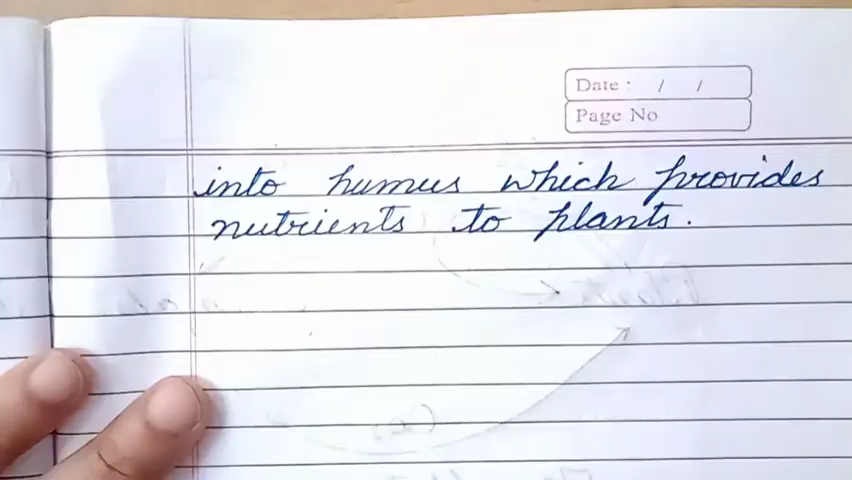 Date : / /
Page No
into humus which provides
nutrients to plants.